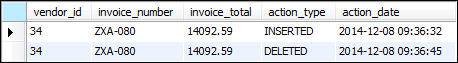 vendor_id invoice_number invoice_total action_type action_date
34 ZXA-080 14092.59 INSERTED 2014-12-08 09:36:32
34 ZXA-080 14092.59 DELETED 2014-12-08 09:36:45